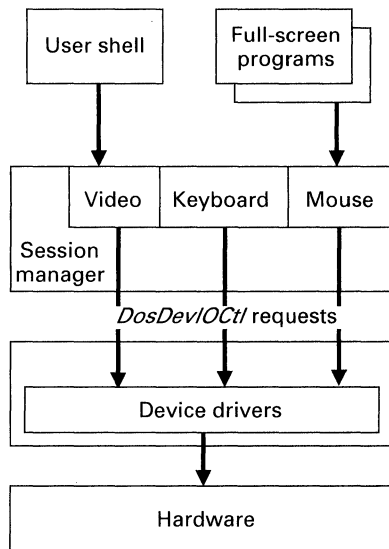 User shell
Full-screen
programs
Video
Keyboard
Mouse
Session
manager
DosDevIOCtl requests
Device drivers
Hardware